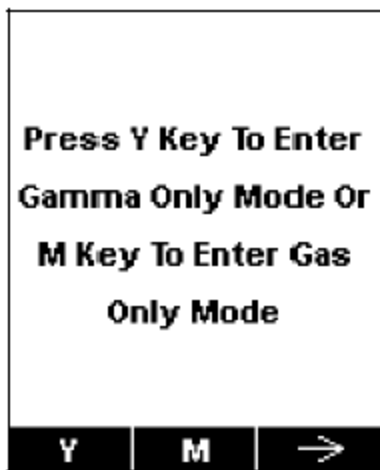 Press Y Key To Enter
Gamma Only Mode Or
M Key To Enter Gas
Only Mode
Y M →